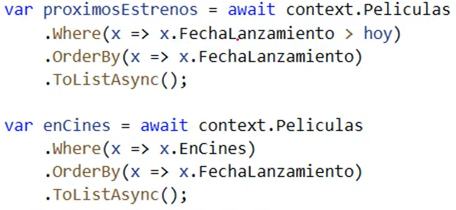 var proximosEstrenos = await context.Peliculas
.Where(x => x.FechaLanzamiento > hoy)
.OrderBy(x => x.FechaLanzamiento)
.ToListAsync();
var enCines = await context.Peliculas
.Where(x => x.EnCines)
.OrderBy(x => x.FechaLanzamiento)
.ToListAsync();